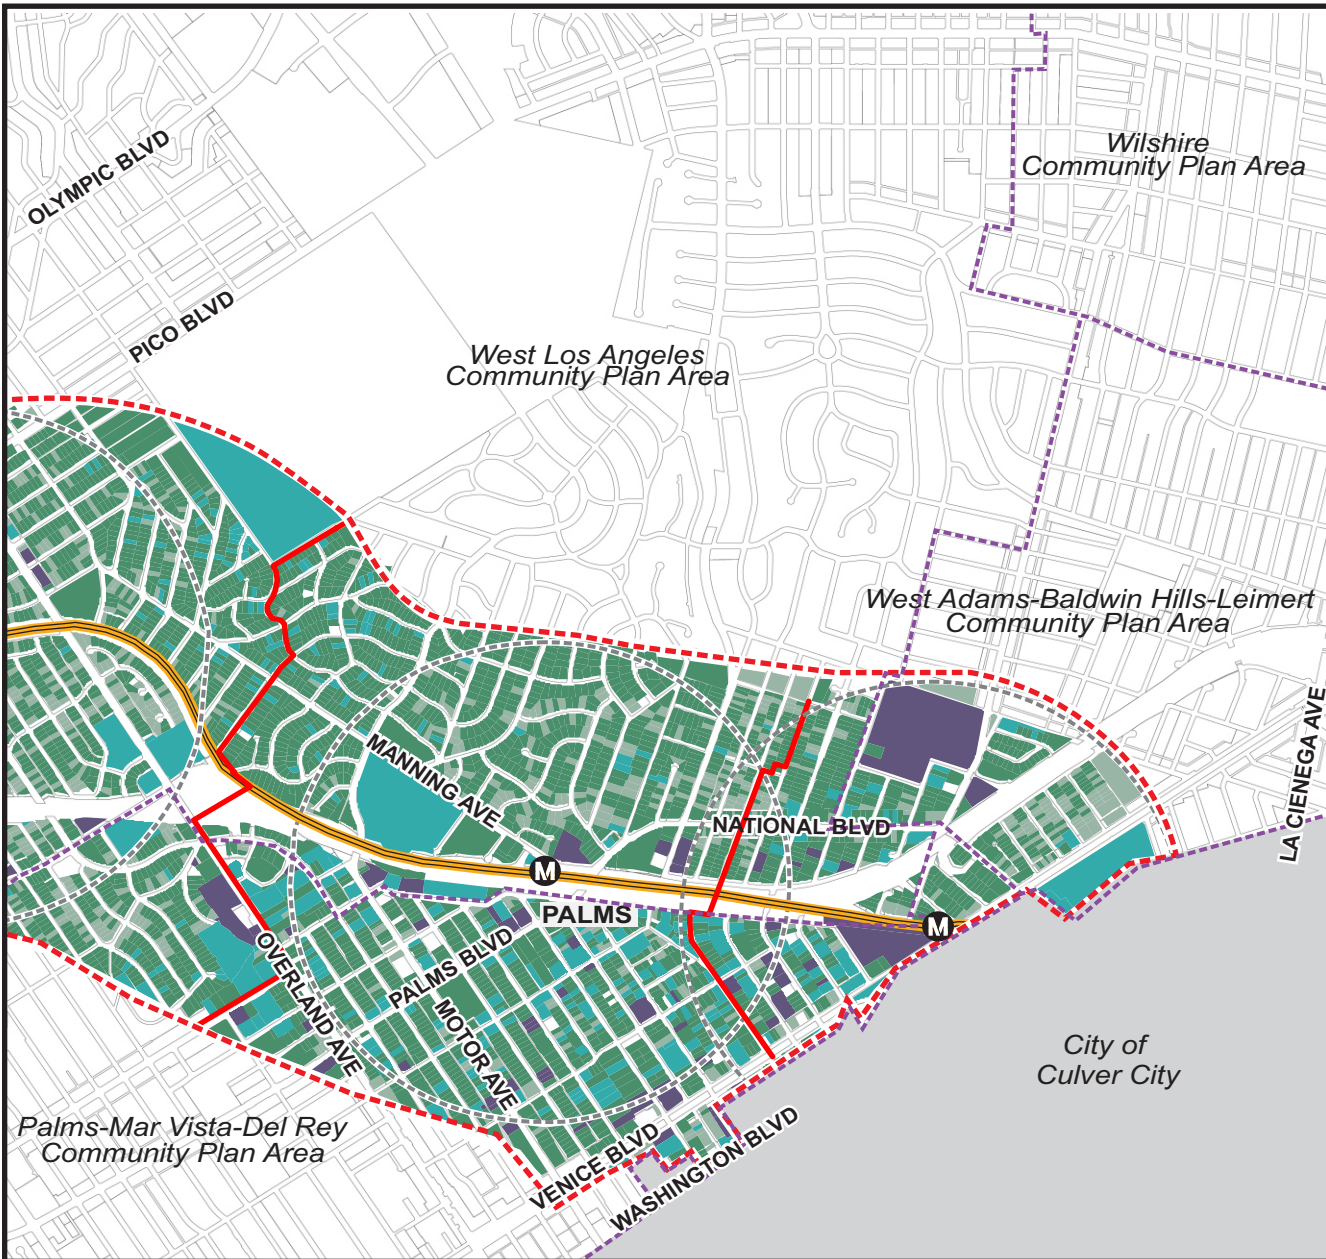 Wilshire
Community Plan Area
OLYMPIC BLVD
PICO BLVD
West Los Angeles
Community Plan Area
West Adams-Baldwin Hills-Leimert
Community Plan Area
LA CIENEGA AVE
MANNING AVE
NATIONAL BLVD
M
PALMS
M
PALMS BLVD
OVERLAND AVE
MOTOR AVE
City of
Culver City
Palms-Mar Vista-Del Rey
Community Plan Area
VENICE BLVD
WASHINGTON BLVD